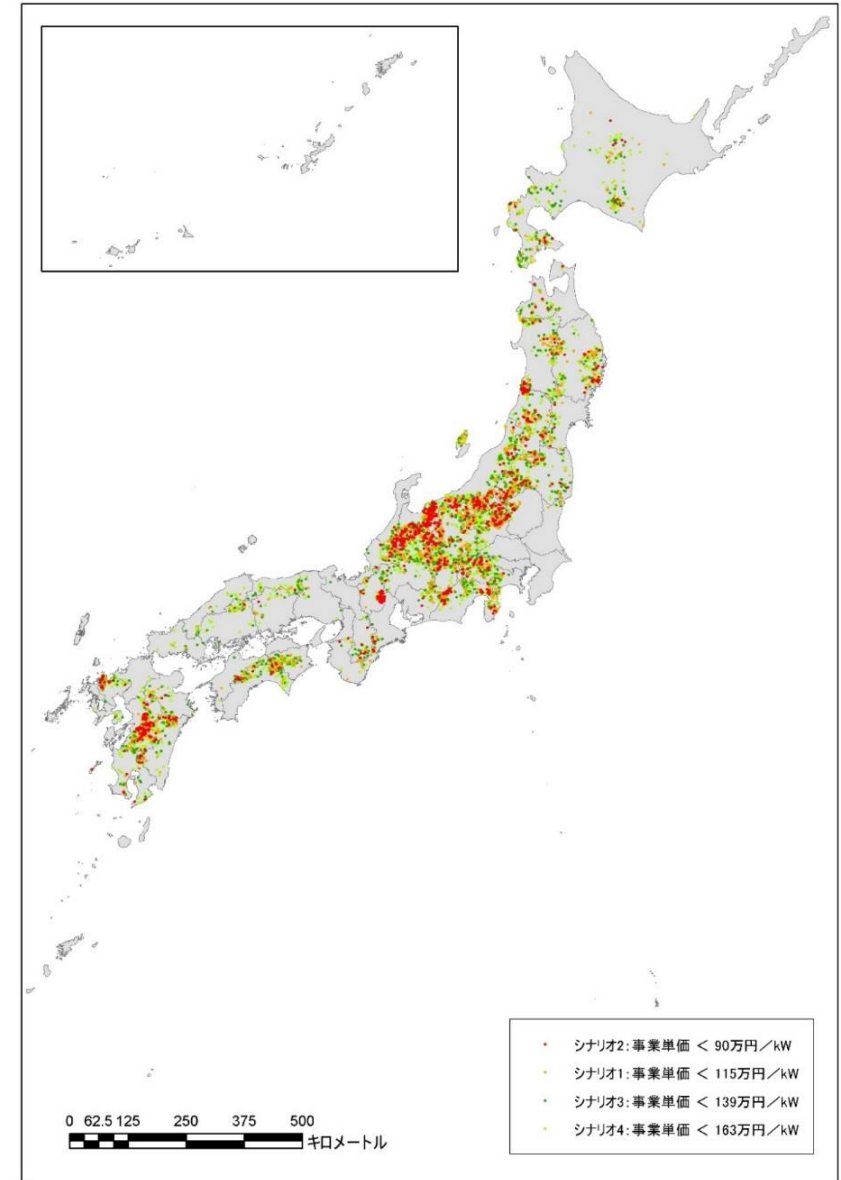 シナリオ2:事業単価 < 90万円/kW
シナリオ1:事業単価 < 115万円/kW
シナリオ3:事業単価 < 139万円/kW
シナリオ4:事業単価 < 163万円/kW
0 62.5 125 250 375 500
キロメートル